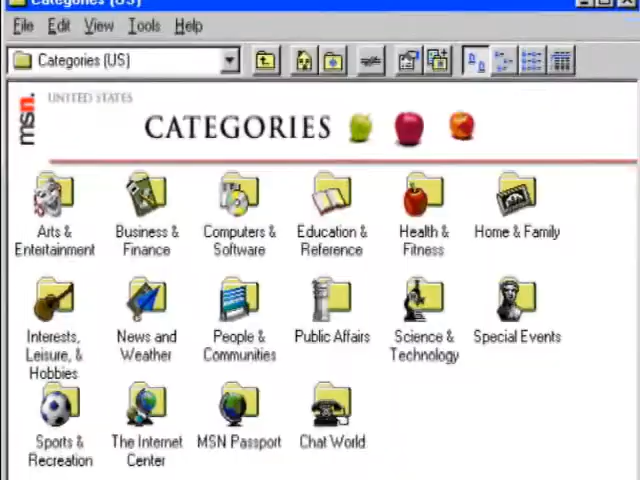 Categories (US)
File Edit View Tools Help
Categories (US)
msn.
UNITED STATES
CATEGORIES
Arts &
Entertainment
Business &
Finance
Computers &
Software
Education &
Reference
Health &
Fitness
Home & Family
Interests,
Leisure, &
Hobbies
News and
Weather
People &
Communities
Public Affairs
Science &
Technology
Special Events
Sports &
Recreation
The Internet
Center
MSN Passport
Chat World